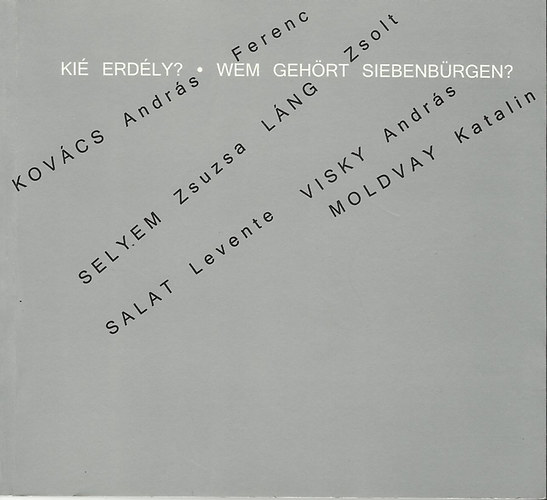 KIÉ ERDÉLY? • WEM GEHÖRT SIEBENBÜRGEN?
KOVÁCS András Ferenc
SELYEM Zsuzsa LÁNG Zsolt
SALAT Levente VISKY András
MOLDVAY Katalin